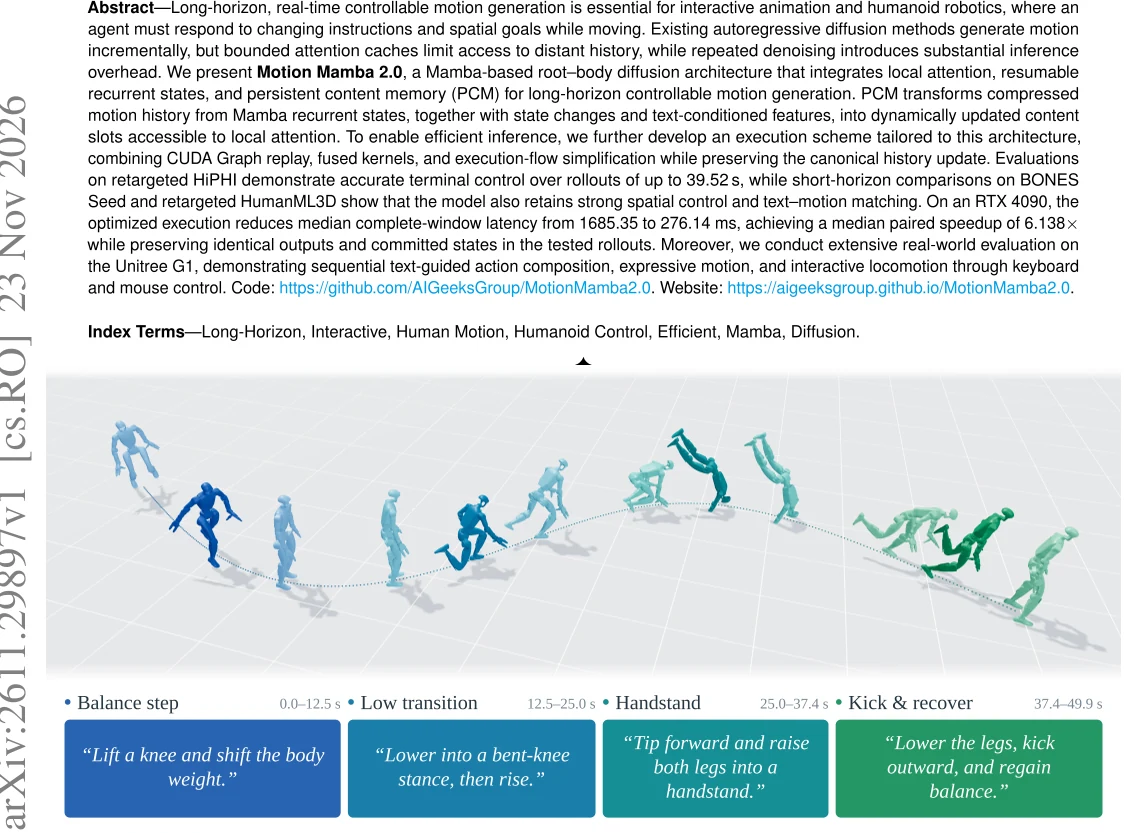 Abstract—Long-horizon, real-time controllable motion generation is essential for interactive animation and humanoid robotics, where an
agent must respond to changing instructions and spatial goals while moving. Existing autoregressive diffusion methods generate motion
incrementally, but bounded attention caches limit access to distant history, while repeated denoising introduces substantial inference
overhead. We present Motion Mamba 2.0, a Mamba-based root–body diffusion architecture that integrates local attention, resumable
recurrent states, and persistent content memory (PCM) for long-horizon controllable motion generation. PCM transforms compressed
motion history from Mamba recurrent states, together with state changes and text-conditioned features, into dynamically updated content
slots accessible to local attention. To enable efficient inference, we further develop an execution scheme tailored to this architecture,
combining CUDA Graph replay, fused kernels, and execution-flow simplification while preserving the canonical history update. Evaluations
on retargeted HiPHI demonstrate accurate terminal control over rollouts of up to 39.52 s, while short-horizon comparisons on BONES
Seed and retargeted HumanML3D show that the model also retains strong spatial control and text–motion matching. On an RTX 4090, the
optimized execution reduces median complete-window latency from 1685.35 to 276.14 ms, achieving a median paired speedup of 6.138×
while preserving identical outputs and committed states in the tested rollouts. Moreover, we conduct extensive real-world evaluation on
the Unitree G1, demonstrating sequential text-guided action composition, expressive motion, and interactive locomotion through keyboard
and mouse control. Code: https://github.com/AIGeeksGroup/MotionMamba2.0. Website: https://aigeeksgroup.github.io/MotionMamba2.0.
Index Terms—Long-Horizon, Interactive, Human Motion, Humanoid Control, Efficient, Mamba, Diffusion.
arXiv:2611.29897v1 [cs.RO] 23 Nov 2026
• Balance step 0.0–12.5 s
“Lift a knee and shift the body
weight.”
• Low transition 12.5–25.0 s
“Lower into a bent-knee
stance, then rise.”
• Handstand 25.0–37.4 s
“Tip forward and raise
both legs into a
handstand.”
• Kick & recover 37.4–49.9 s
“Lower the legs, kick
outward, and regain
balance.”